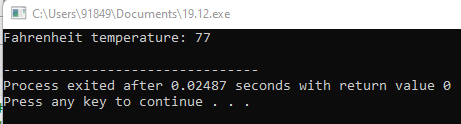 C:\Users\91849\Documents\19.12.exe
Fahrenheit temperature: 77
--------------------------------
Process exited after 0.02487 seconds with return value 0
Press any key to continue . . .